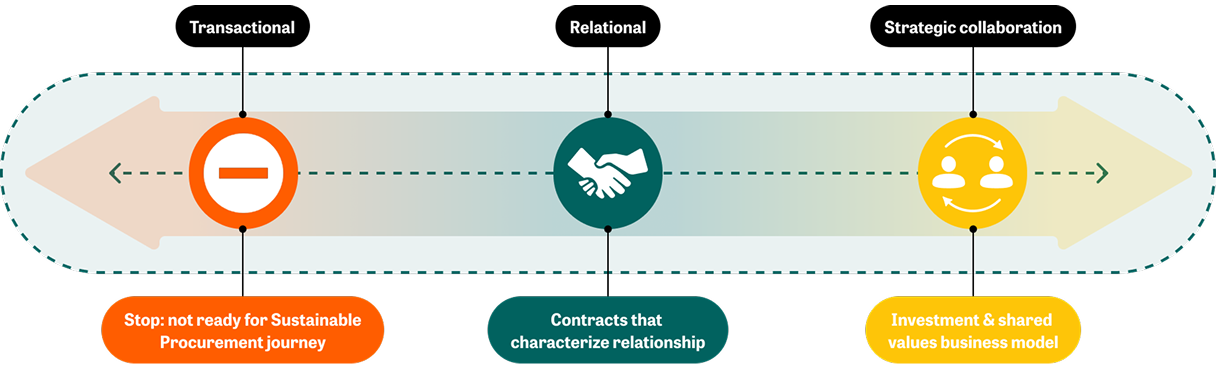 Transactional
Relational
Strategic collaboration
Stop: not ready for Sustainable
Procurement journey
Contracts that
characterize relationship
Investment & shared
values business model